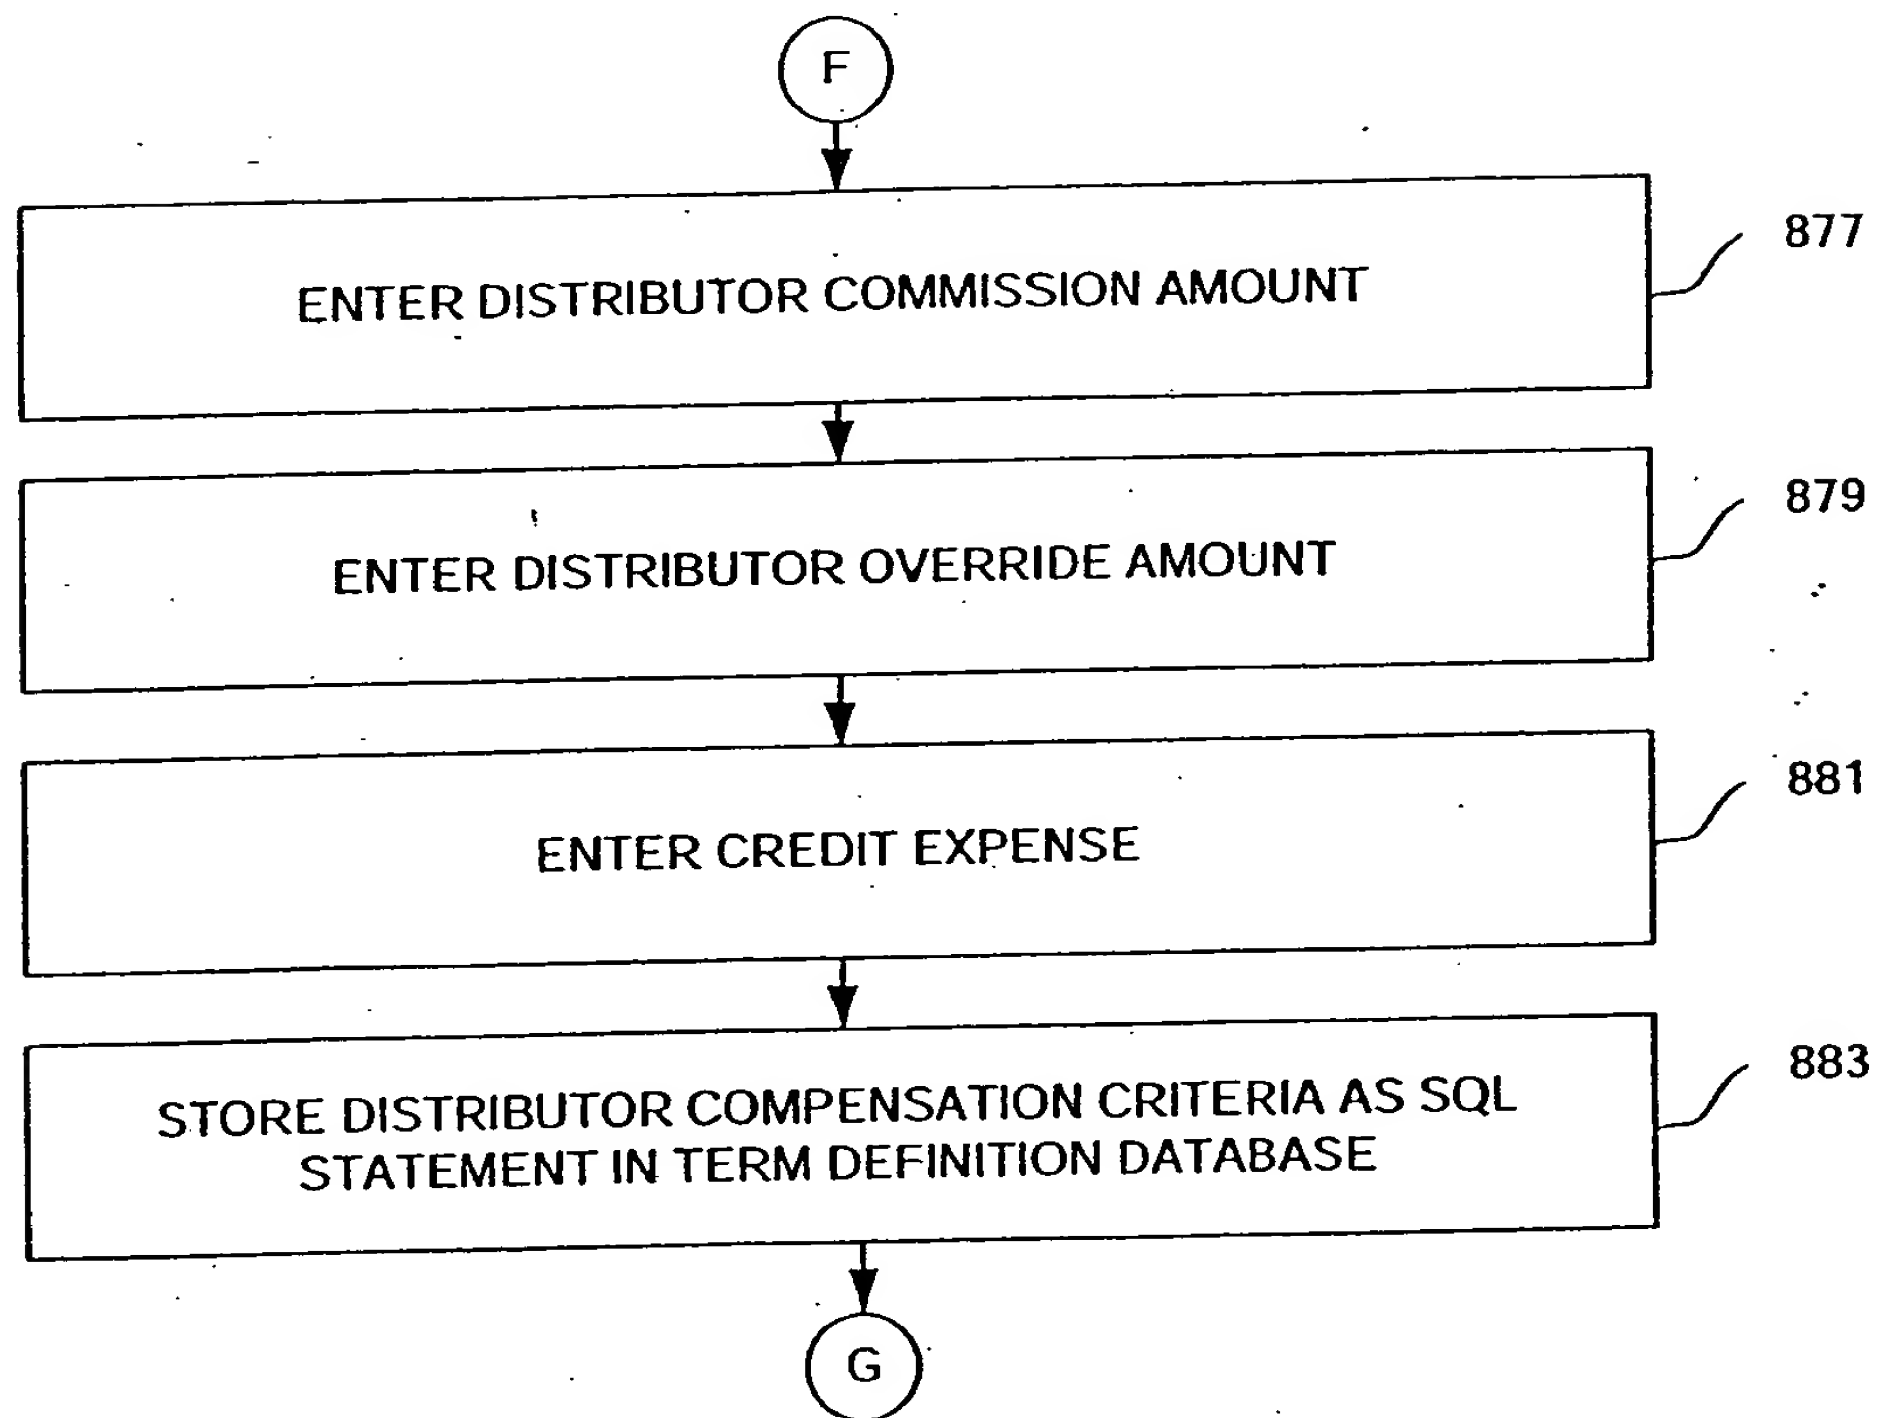 F
ENTER DISTRIBUTOR COMMISSION AMOUNT
877
ENTER DISTRIBUTOR OVERRIDE AMOUNT
879
ENTER CREDIT EXPENSE
881
STORE DISTRIBUTOR COMPENSATION CRITERIA AS SQL
STATEMENT IN TERM DEFINITION DATABASE
883
G